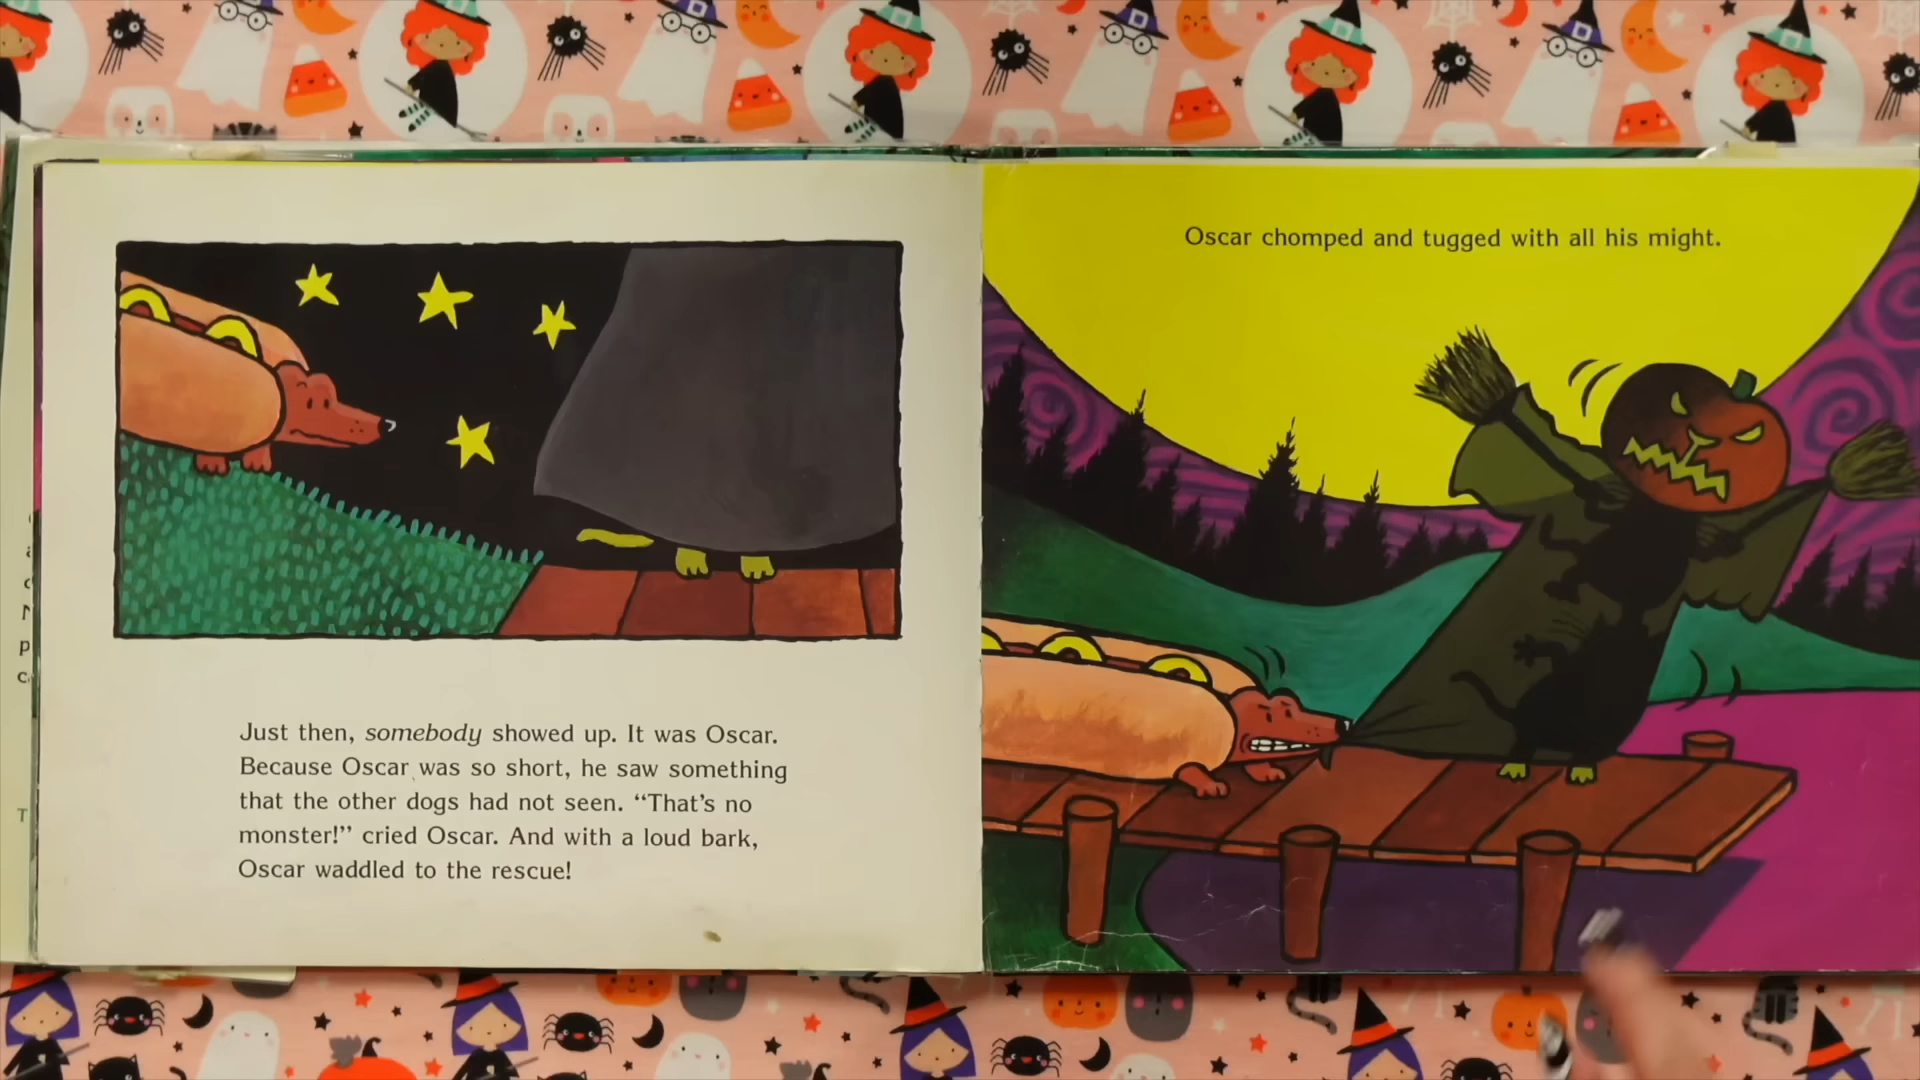 Just then, somebody showed up. It was Oscar.
Because Oscar was so short, he saw something
that the other dogs had not seen. “That’s no
monster!” cried Oscar. And with a loud bark,
Oscar waddled to the rescue!
Oscar chomped and tugged with all his might.